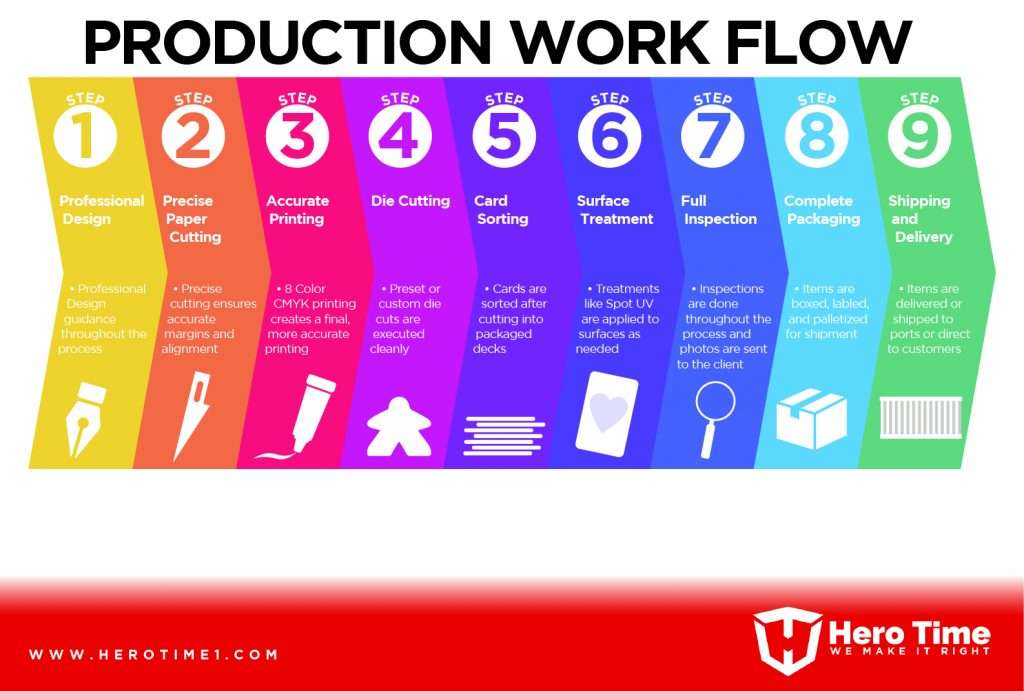 PRODUCTION WORK FLOW
STEP
1
Professional
Design
• Professional
Design
guidance
throughout the
process
STEP
2
Precise
Paper
Cutting
• Precise
cutting ensures
accurate
margins and
alignment
STEP
3
Accurate
Printing
• 8 Color
CMYK printing
creates a final,
more accurate
printing
STEP
4
Die Cutting
• Preset or
custom die
cuts are
executed
cleanly
STEP
5
Card
Sorting
• Cards are
sorted after
cutting into
packaged
decks
STEP
6
Surface
Treatment
• Treatments
like Spot UV
are applied to
surfaces as
needed
STEP
7
Full
Inspection
• Inspections
are done
throughout the
process and
photos are sent
to the client
STEP
8
Complete
Packaging
• Items are
boxed, labled,
and palletized
for shipment
STEP
9
Shipping
and
Delivery
• Items are
delivered or
shipped to
ports or direct
to customers
WWW.HEROTIME1.COM
Hero Time
WE MAKE IT RIGHT